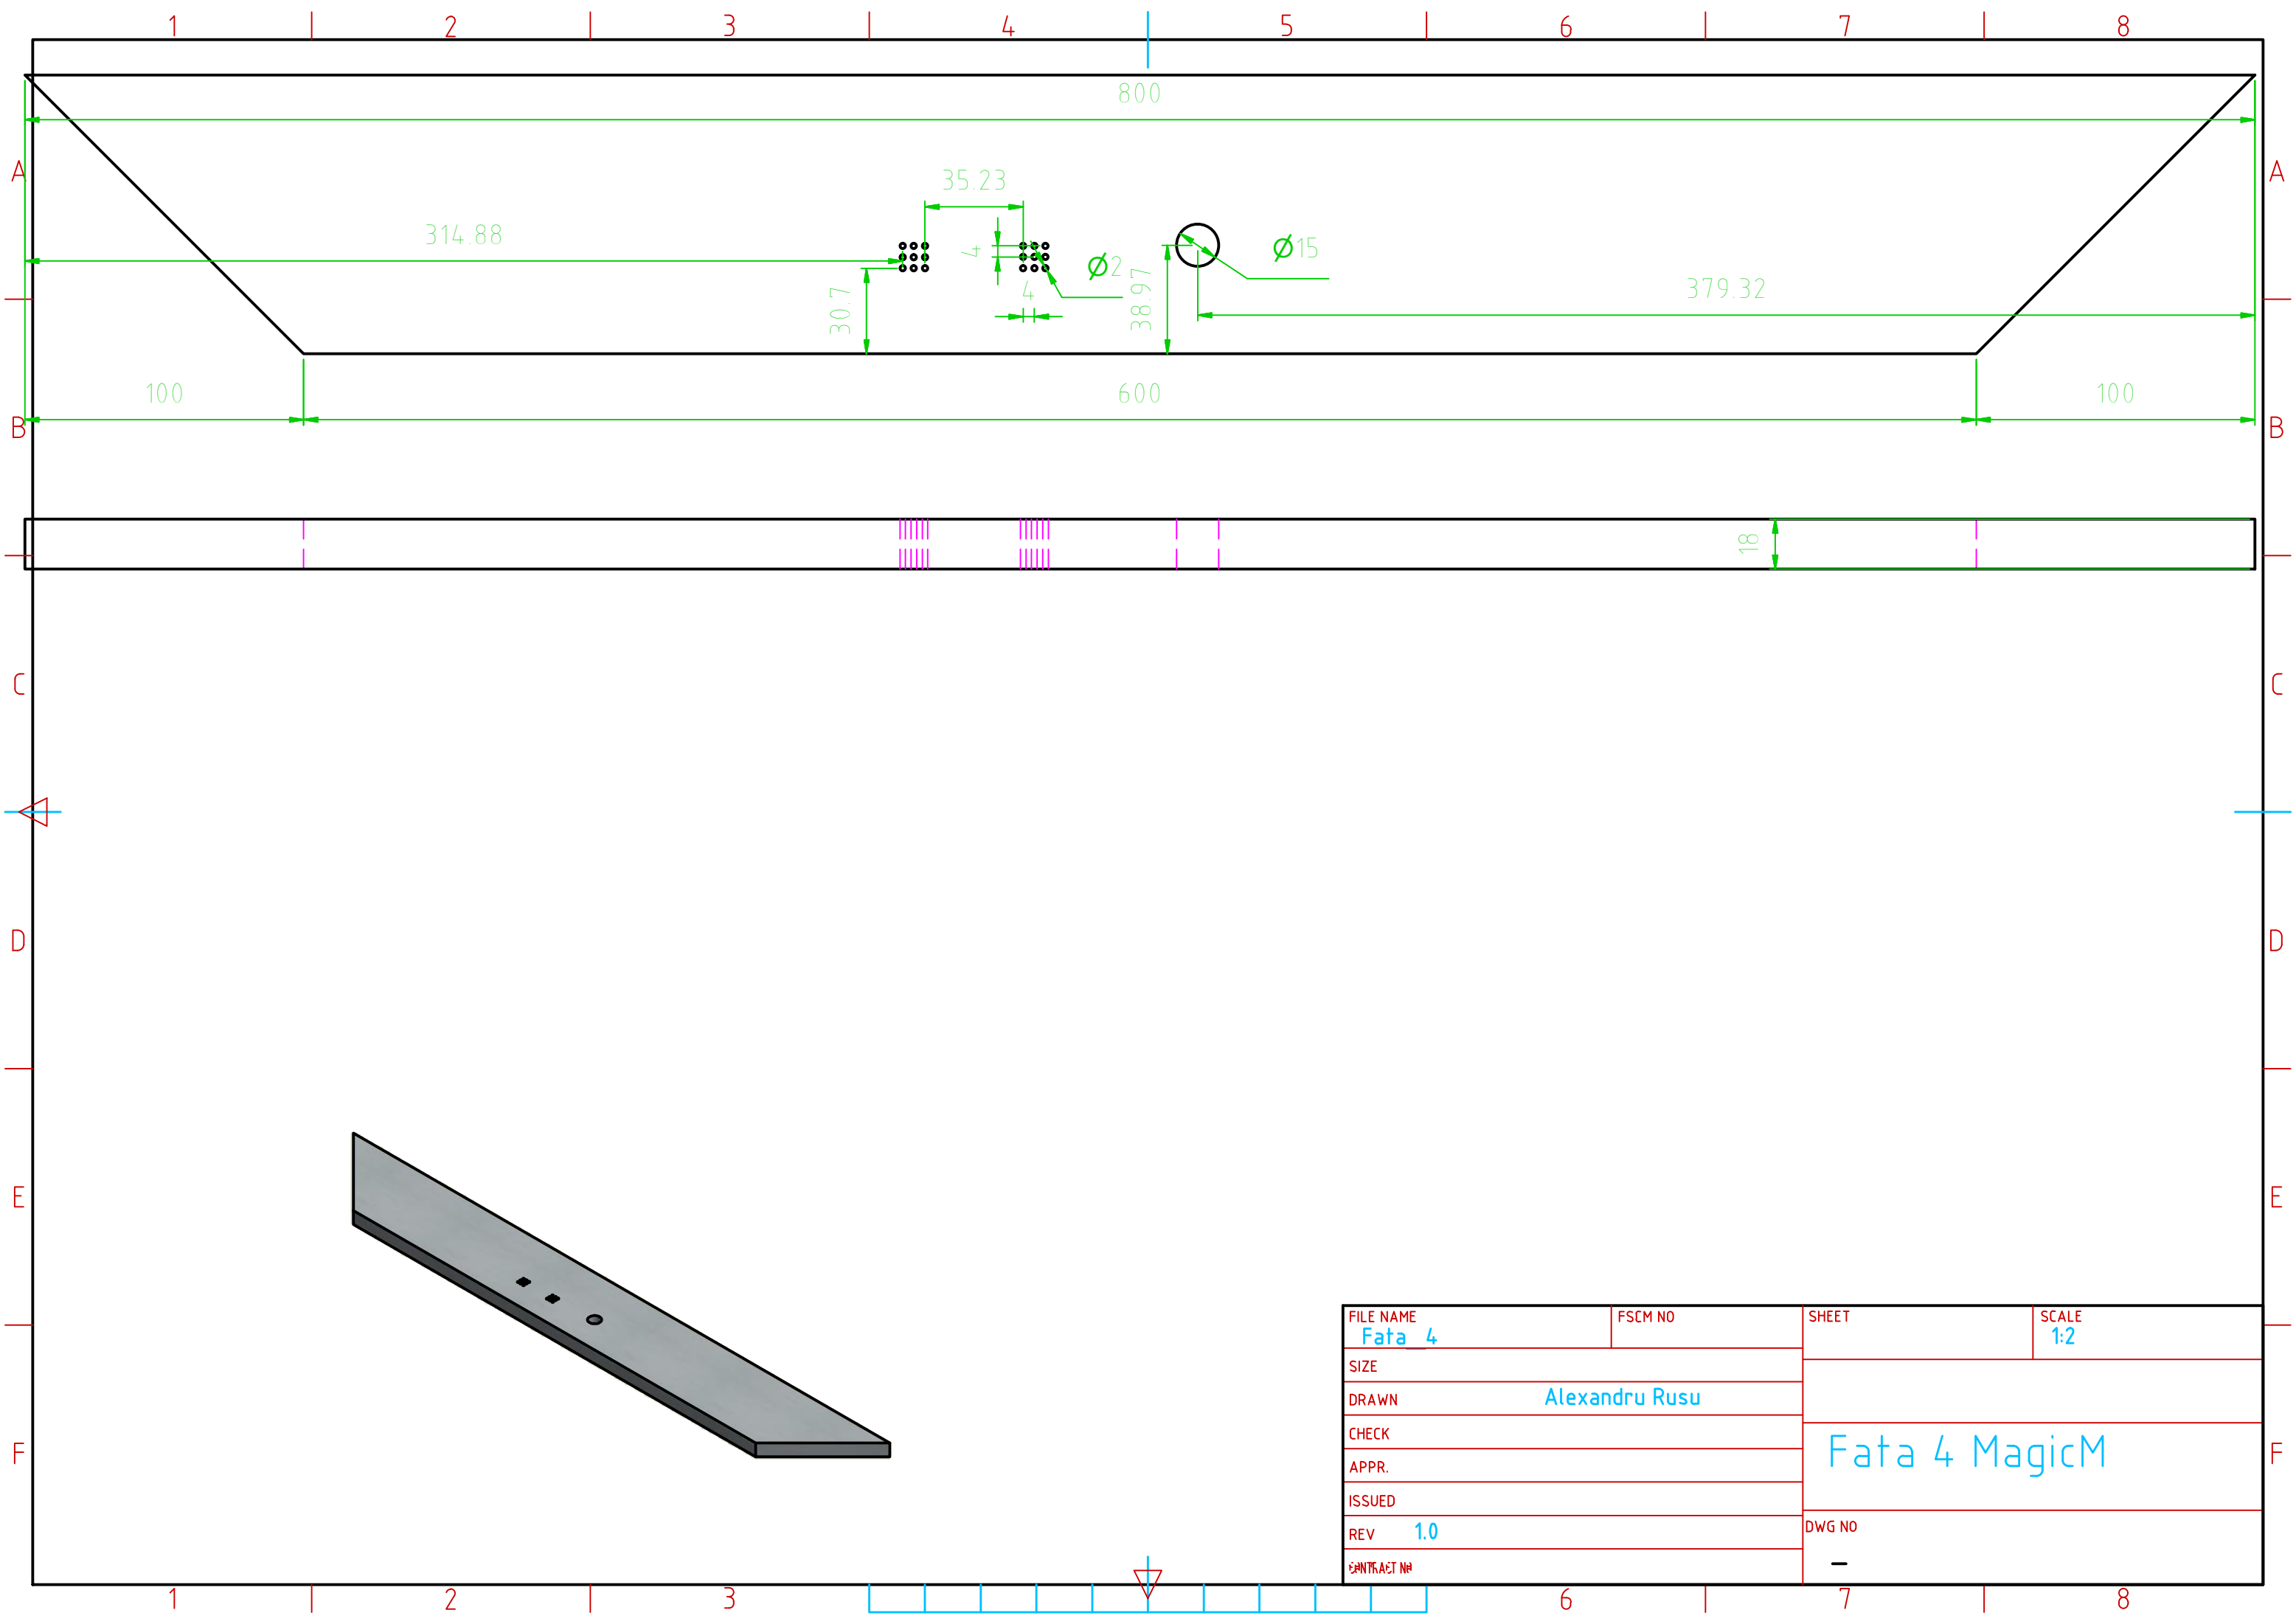 1 2 3 4 5 6 7 8
800
A A
35.23
314.88
4
Ø2
Ø15
4
30.7
38.97
379.32
100 600 100
B B
18
C C
D D
E E
FILE NAME FSCM NO SHEET SCALE
Fata_4 1:2
SIZE
DRAWN Alexandru Rusu
CHECK
F Fata 4 MagicM F
APPR.
ISSUED
REV 1.0 DWG NO
–
1 2 3 6 7 8